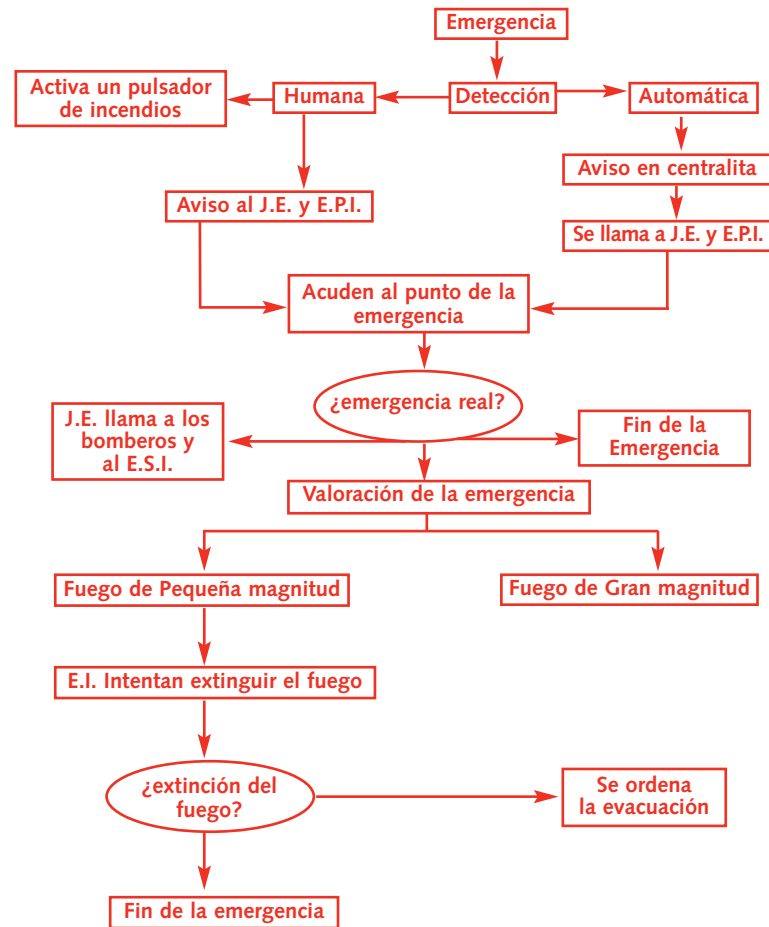 Emergencia
Activa un pulsador
de incendios
Humana
Detección
Automática
Aviso en centralita
Aviso al J.E. y E.P.I.
Se llama a J.E. y E.P.I.
Acuden al punto de la
emergencia
¿emergencia real?
J.E. llama a los
bomberos y
al E.S.I.
Fin de la
Emergencia
Valoración de la emergencia
Fuego de Pequeña magnitud
Fuego de Gran magnitud
E.I. Intentan extinguir el fuego
¿extinción del
fuego?
Se ordena
la evacuación
Fin de la emergencia